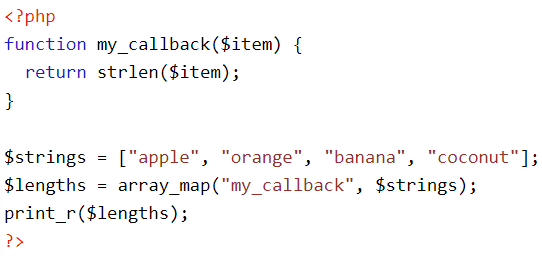 <?php
function my_callback($item) {
  return strlen($item);
}

$strings = ["apple", "orange", "banana", "coconut"];
$lengths = array_map("my_callback", $strings);
print_r($lengths);
?>